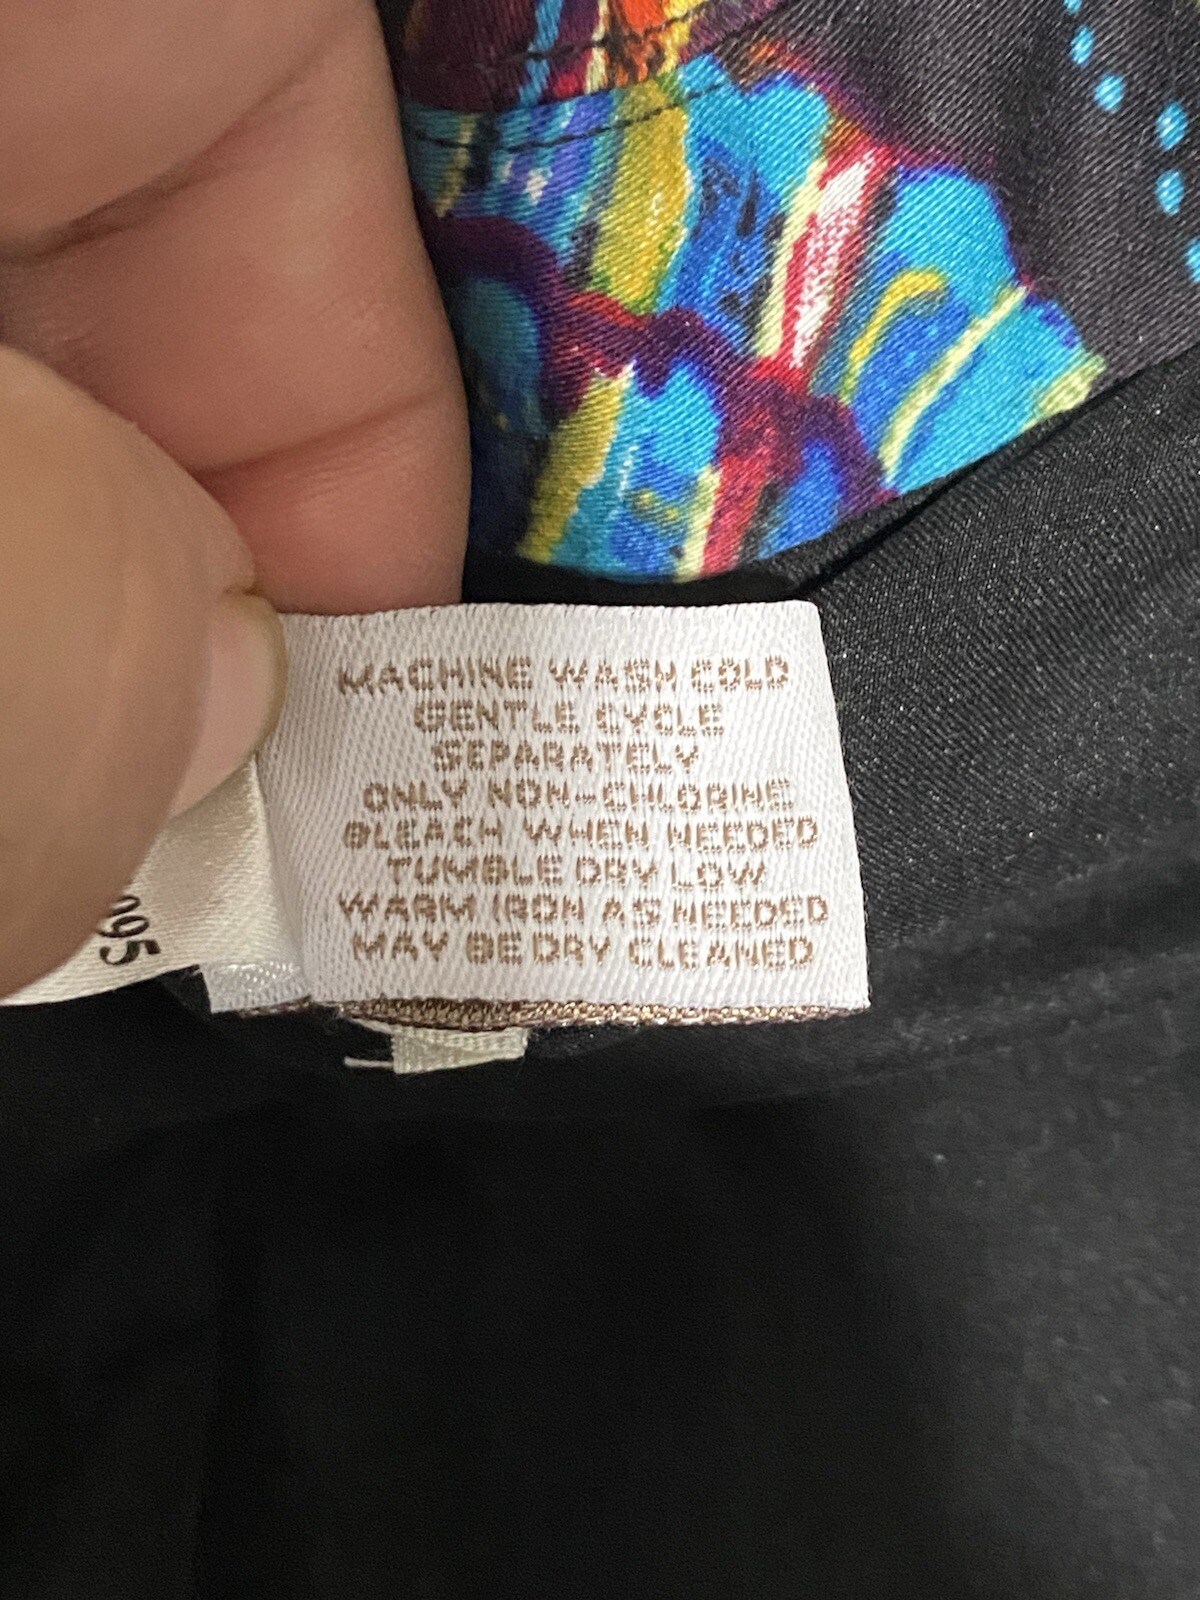 MACHINE WASH COLD
GENTLE CYCLE
SEPARATELY
ONLY NON-CHLORINE
BLEACH WHEN NEEDED
TUMBLE DRY LOW
WARM IRON AS NEEDED
MAY BE DRY CLEANED
095